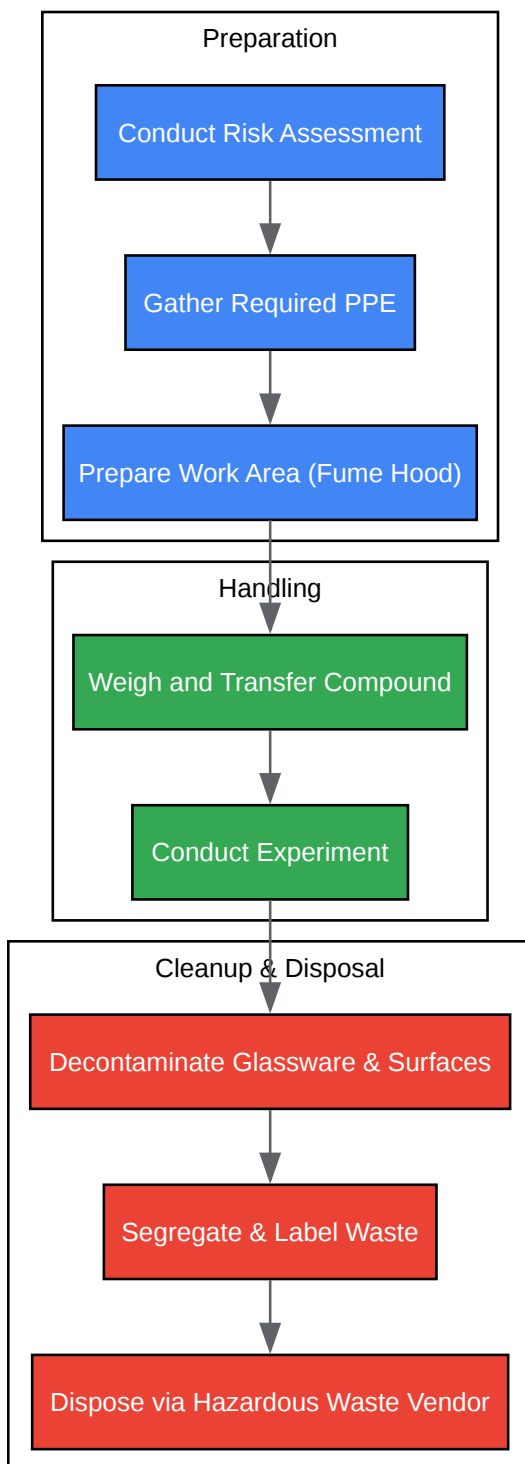 Preparation
Conduct Risk Assessment
Gather Required PPE
Prepare Work Area (Fume Hood)
Handling
Weigh and Transfer Compound
Conduct Experiment
Cleanup & Disposal
Decontaminate Glassware & Surfaces
Segregate & Label Waste
Dispose via Hazardous Waste Vendor